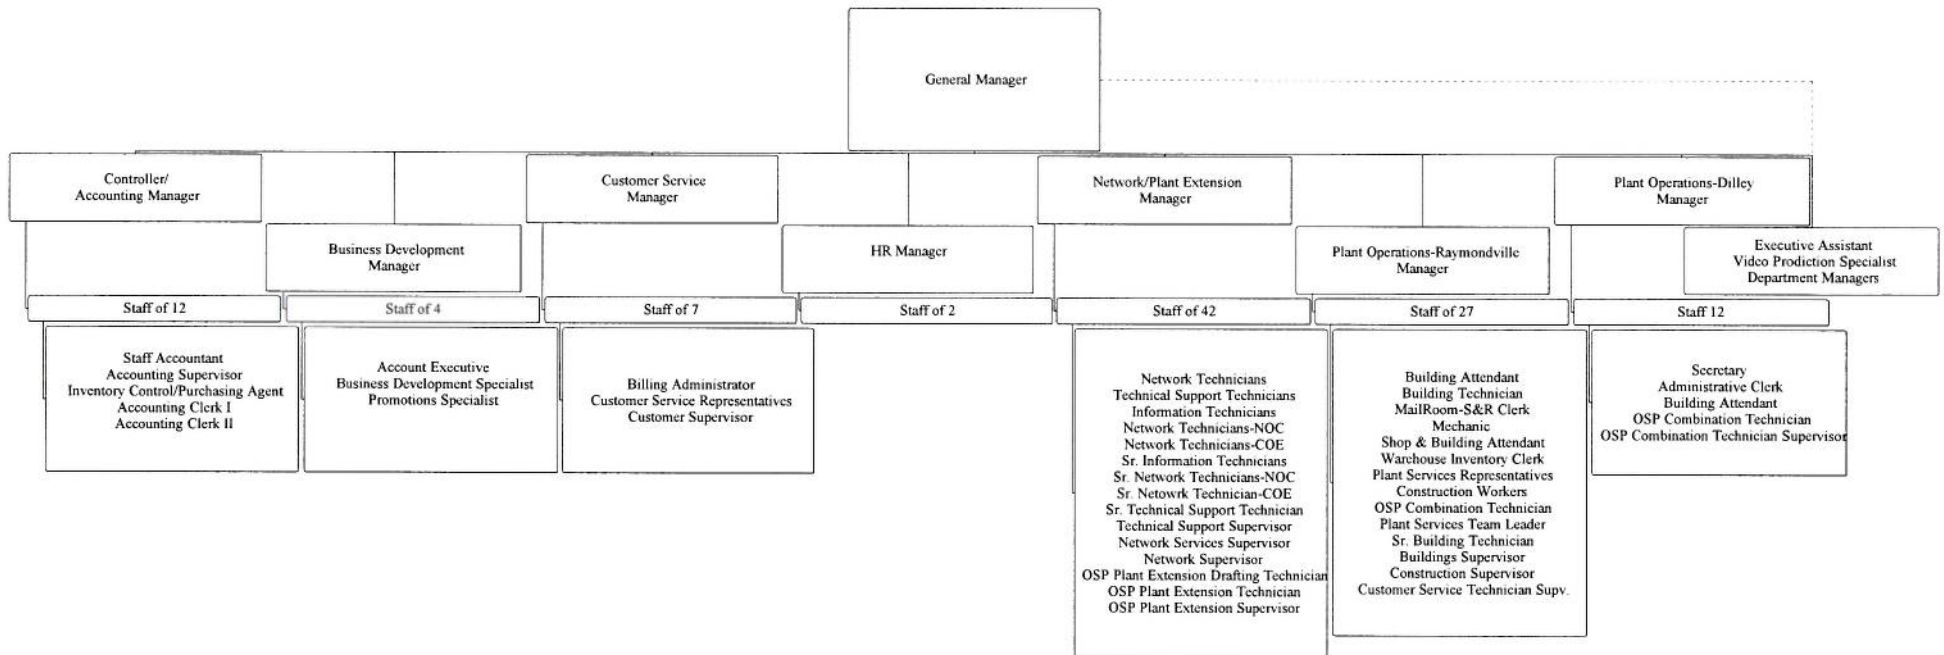 General Manager
Controller/
Accounting Manager
Customer Service
Manager
Network/Plant Extension
Manager
Plant Operations-Dilley
Manager
Business Development
Manager
HR Manager
Plant Operations-Raymondville
Manager
Executive Assistant
Video Prodiction Specialist
Department Managers
Staff of 12
Staff of 4
Staff of 7
Staff of 2
Staff of 42
Staff of 27
Staff 12
Staff Accountant
Accounting Supervisor
Inventory Control/Purchasing Agent
Accounting Clerk I
Accounting Clerk II
Account Executive
Business Development Specialist
Promotions Specialist
Billing Administrator
Customer Service Representatives
Customer Supervisor
Network Technicians
Technical Support Technicians
Information Technicians
Network Technicians-NOC
Network Technicians-COE
Sr. Information Technicians
Sr. Network Technicians-NOC
Sr. Netowrk Technician-COE
Sr. Technical Support Technician
Technical Support Supervisor
Network Services Supervisor
Network Supervisor
OSP Plant Extension Drafting Technician
OSP Plant Extension Technician
OSP Plant Extension Supervisor
Building Attendant
Building Technician
MailRoom-S&R Clerk
Mechanic
Shop & Building Attendant
Warehouse Inventory Clerk
Plant Services Representatives
Construction Workers
OSP Combination Technician
Plant Services Team Leader
Sr. Building Technician
Buildings Supervisor
Construction Supervisor
Customer Service Technician Supv.
Secretary
Administrative Clerk
Building Attendant
OSP Combination Technician
OSP Combination Technician Supervisor